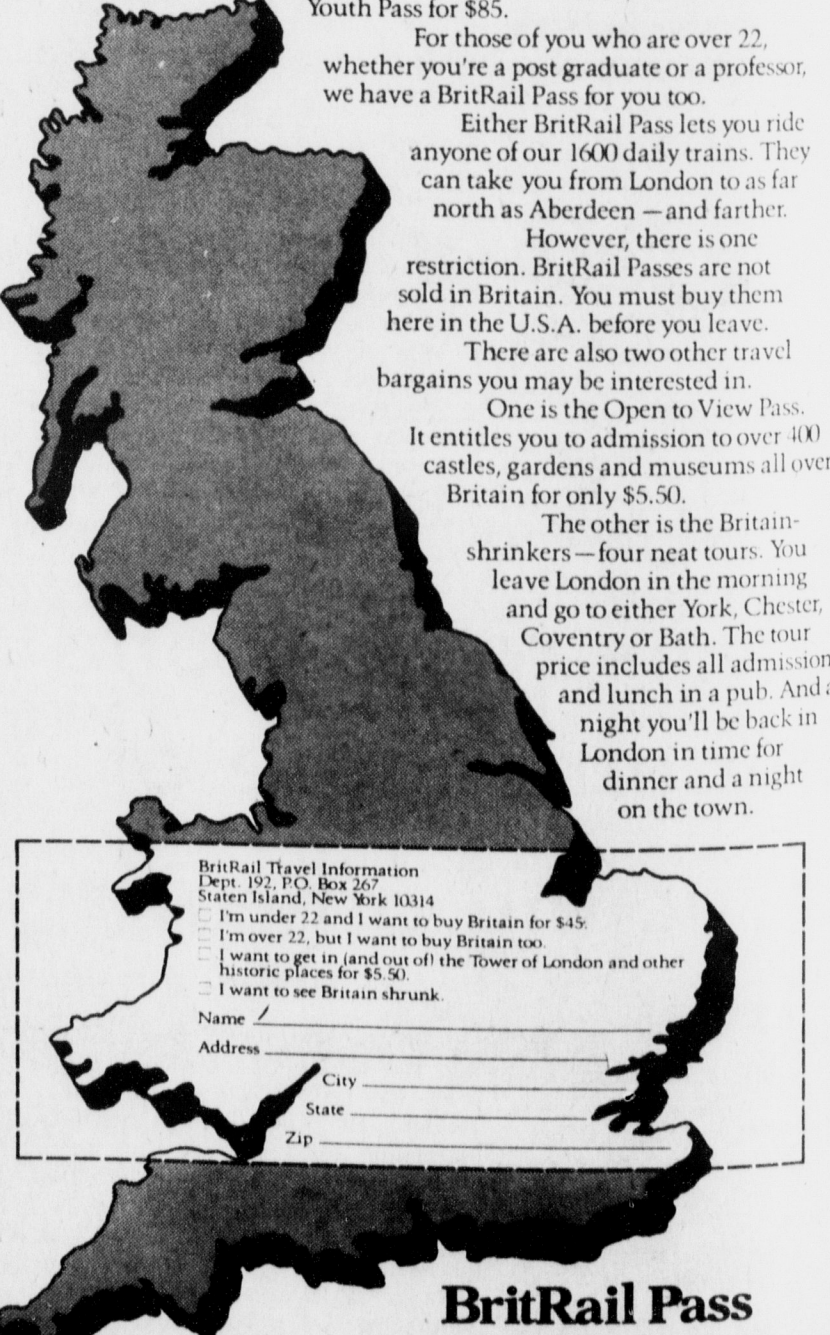 Youth Pass for $85.
For those of you who are over 22,
whether you're a post graduate or a professor,
we have a BritRail Pass for you too.
Either BritRail Pass lets you ride
anyone of our 1600 daily trains. They
can take you from London to as far
north as Aberdeen — and farther.
However, there is one
restriction. BritRail Passes are not
sold in Britain. You must buy them
here in the U.S.A. before you leave.
There are also two other travel
bargains you may be interested in.
One is the Open to View Pass.
It entitles you to admission to over 400
castles, gardens and museums all over
Britain for only $5.50.
The other is the Britain-
shrinkers — four neat tours. You
leave London in the morning
and go to either York, Chester,
Coventry or Bath. The tour
price includes all admission
and lunch in a pub. And
night you'll be back in
London in time for
dinner and a night
on the town.
BritRail Travel Information
Dept. 192, P.O. Box 267
Staten Island, New York 10314
I'm under 22 and I want to buy Britain for $45.
I'm over 22, but I want to buy Britain too.
I want to get in (and out of) the Tower of London and other
historic places for $5.50.
I want to see Britain shrunk.
Name
Address
City
State
Zip
BritRail Pass